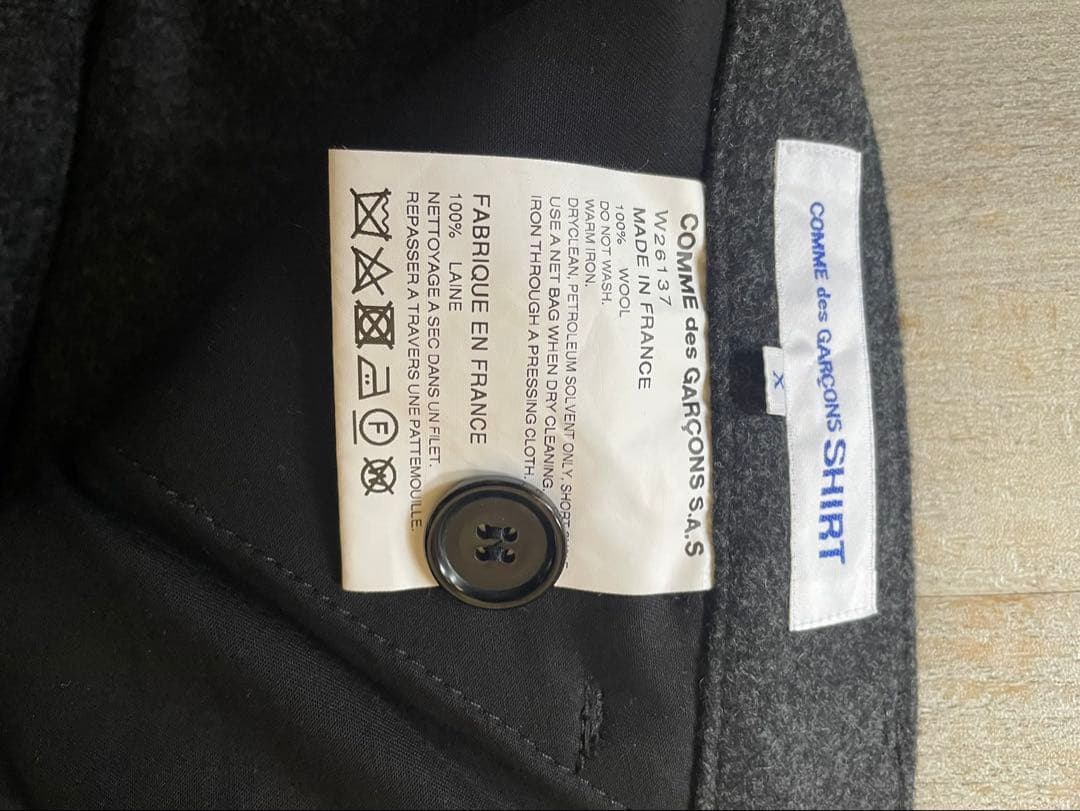 COMME des GARÇONS SHIRT
X
COMME des GARÇONS S.A.S
W26137
MADE IN FRANCE
100% WOOL
DO NOT WASH.
WARM IRON.
DRYCLEAN, PETROLEUM SOLVENT ONLY, SHORT
USE A NET BAG WHEN DRY CLEANING.
IRON THROUGH A PRESSING CLOTH.
FABRIQUE EN FRANCE
100% LAINE
NETTOYAGE A SEC DANS UN FILET.
REPASSER A TRAVERS UNE PATTEMOUILLE.
F
W